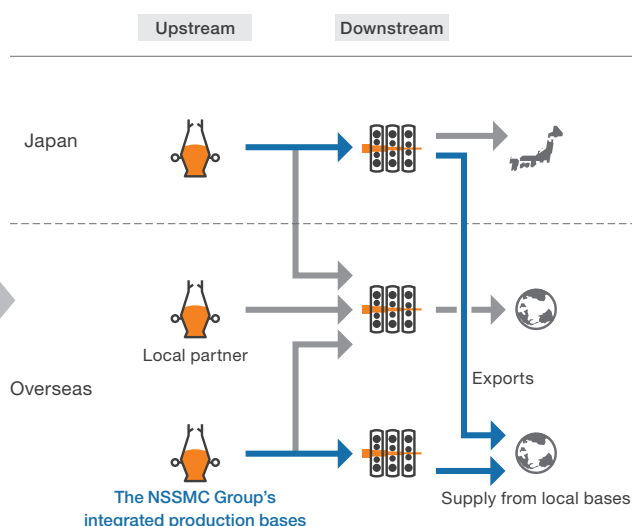 Upstream
Downstream
Japan
Local partner
Overseas
Exports
The NSSMC Group's
integrated production bases
Supply from local bases